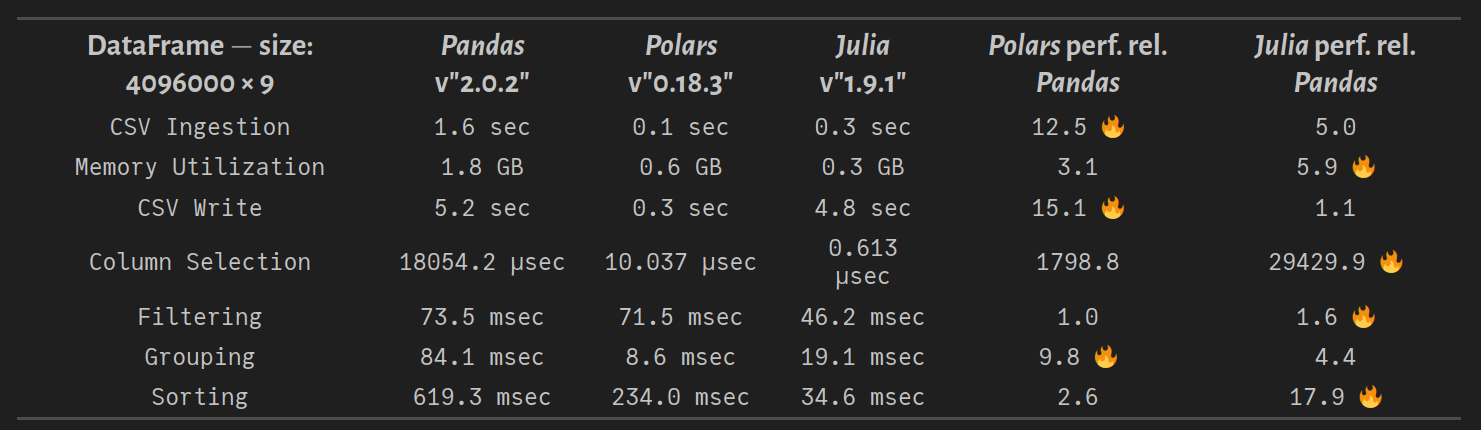 DataFrame — size: Pandas Polars Julia Polars perf. rel. Julia perf. rel.
4096000 × 9 v"2.0.2" v"0.18.3" v"1.9.1" Pandas Pandas
CSV Ingestion 1.6 sec 0.1 sec 0.3 sec 12.5 🔥 5.0
Memory Utilization 1.8 GB 0.6 GB 0.3 GB 3.1 5.9 🔥
CSV Write 5.2 sec 0.3 sec 4.8 sec 15.1 🔥 1.1
Column Selection 18054.2 µsec 10.037 µsec 0.613 µsec 1798.8 29429.9 🔥
Filtering 73.5 msec 71.5 msec 46.2 msec 1.0 1.6 🔥
Grouping 84.1 msec 8.6 msec 19.1 msec 9.8 🔥 4.4
Sorting 619.3 msec 234.0 msec 34.6 msec 2.6 17.9 🔥